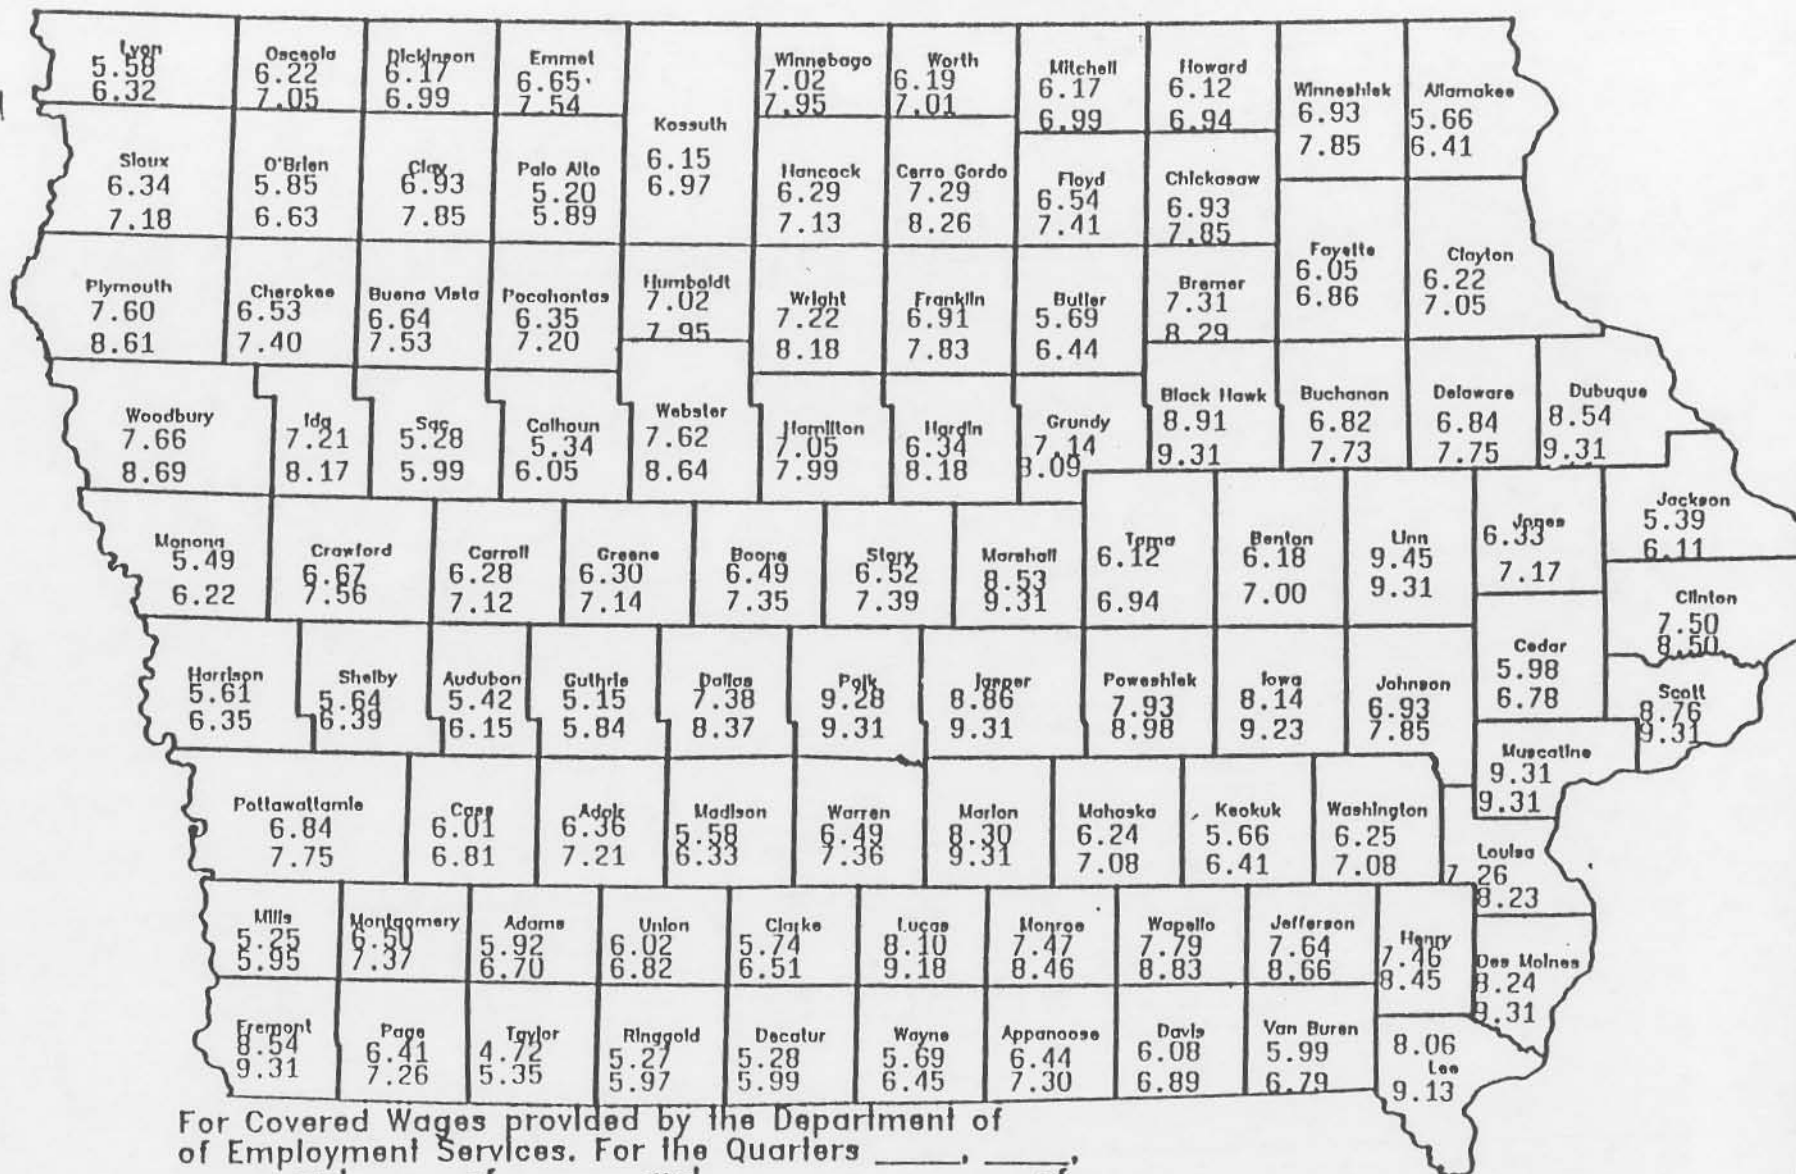 Lyon
5.58
6.32
Osceola
6.22
7.05
Dickinson
6.17
6.99
Emmet
6.65
7.54
Kossuth
6.15
6.97
Winnebago
7.02
7.95
Worth
6.19
7.01
Mitchell
6.17
6.99
Howard
6.12
6.94
Winneshiek
6.93
7.85
Allamakee
5.66
6.41
Sioux
6.34
7.18
O'Brien
5.85
6.63
Clay
6.93
7.85
Palo Alto
5.20
5.89
Hancock
6.29
7.13
Cerro Gordo
7.29
8.26
Floyd
6.54
7.41
Chickasaw
6.93
7.85
Fayette
6.05
6.86
Clayton
6.22
7.05
Plymouth
7.60
8.61
Cherokee
6.53
7.40
Buena Vista
6.64
7.53
Pocahontas
6.35
7.20
Humboldt
7.02
7.95
Wright
7.22
8.18
Franklin
6.91
7.83
Butler
5.69
6.44
Bremer
7.31
8.29
Woodbury
7.66
8.69
Ida
7.21
8.17
Sac
5.28
5.99
Calhoun
5.34
6.05
Webster
7.62
8.64
Hamilton
7.05
7.99
Hardin
6.34
8.18
Grundy
7.14
8.09
Black Hawk
8.91
9.31
Buchanan
6.82
7.73
Delaware
6.84
7.75
Dubuque
8.54
9.31
Monona
5.49
6.22
Crawford
6.67
7.56
Carroll
6.28
7.12
Greene
6.30
7.14
Boone
6.49
7.35
Story
6.52
7.39
Marshall
8.53
9.31
Tama
6.12
6.94
Benton
6.18
7.00
Linn
9.45
9.31
Jones
6.33
7.17
Jackson
5.39
6.11
Clinton
7.50
8.50
Harrison
5.61
6.35
Shelby
5.64
6.39
Audubon
5.42
6.15
Guthrie
5.15
5.84
Dallas
7.38
8.37
Polk
9.28
9.31
Jasper
8.86
9.31
Poweshiek
7.93
8.98
Iowa
8.14
9.23
Johnson
6.93
7.85
Cedar
5.98
6.78
Scott
8.76
9.31
Muscatine
9.31
9.31
Pottawattamie
6.84
7.75
Cass
6.01
6.81
Adair
6.36
7.21
Madison
5.58
6.33
Warren
6.49
7.36
Marion
8.30
9.31
Mahaska
6.24
7.08
Keokuk
5.66
6.41
Washington
6.25
7.08
Louisa
7 26
8.23
Mills
5.25
5.95
Montgomery
6.50
7.37
Adams
5.92
6.70
Union
6.02
6.82
Clarke
5.74
6.51
Lucas
8.10
9.18
Monroe
7.47
8.46
Wapello
7.79
8.83
Jefferson
7.64
8.66
Henry
7.46
8.45
Des Moines
8.24
9.31
Fremont
8.54
9.31
Page
6.41
7.26
Taylor
4.72
5.35
Ringgold
5.27
5.97
Decatur
5.28
5.99
Wayne
5.69
6.45
Appanoose
6.44
7.30
Davis
6.08
6.89
Van Buren
5.99
6.79
8.06
Lee
9.13
For Covered Wages provided by the Department of
of Employment Services. For the Quarters _____, _____,